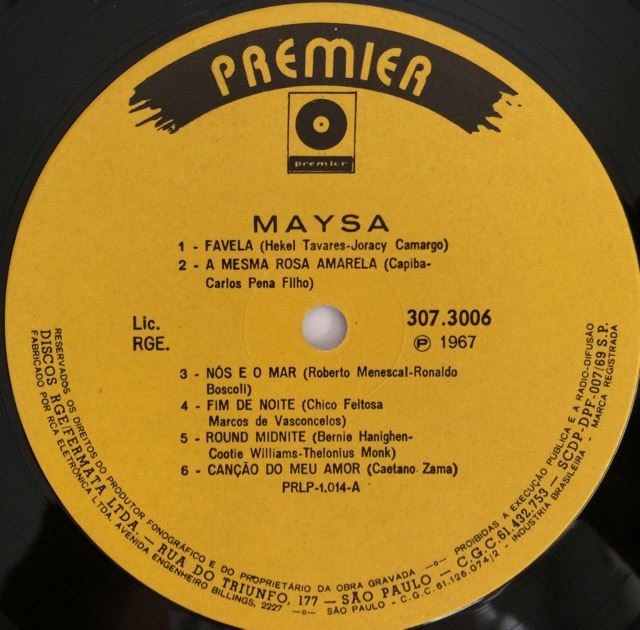 PREMIER
premier
MAYSA
1 - FAVELA (Hekel Tavares-Joracy Camargo)
2 - A MESMA ROSA AMARELA (Capiba-
Carlos Pena Filho)
Lic.
RGE.
307.3006
Ⓟ 1967
3 - NÓS E O MAR (Roberto Menescal-Ronaldo
Boscoli)
4 - FIM DE NOITE (Chico Feitosa
Marcos de Vasconcelos)
5 - ROUND MIDNITE (Bernie Hanighen-
Cootie Williams-Thelonius Monk)
6 - CANÇÃO DO MEU AMOR (Caetano Zama)
PRLP-1.014-A
RESERVADOS OS DIREITOS DO PRODUTOR FONOGRÁFICO E DO PROPRIETÁRIO DA OBRA GRAVADA —o— PROIBIDAS A EXECUÇÃO PÚBLICA E A RADIO-DIFUSÃO
DISCOS RGE/FERMATA LTDA. — RUA DO TRIUNFO, 177 — SÃO PAULO — C.G.C. 61.432.753 — SCDP-DPF-007/69 S.P.
FABRICADO POR RCA ELETRÔNICA LTDA. AVENIDA ENGENHEIRO BILLINGS, 2227 —o— SÃO PAULO - C.G.C. 61.126.074/2 - INDÚSTRIA BRASILEIRA - MARCA REGISTRADA